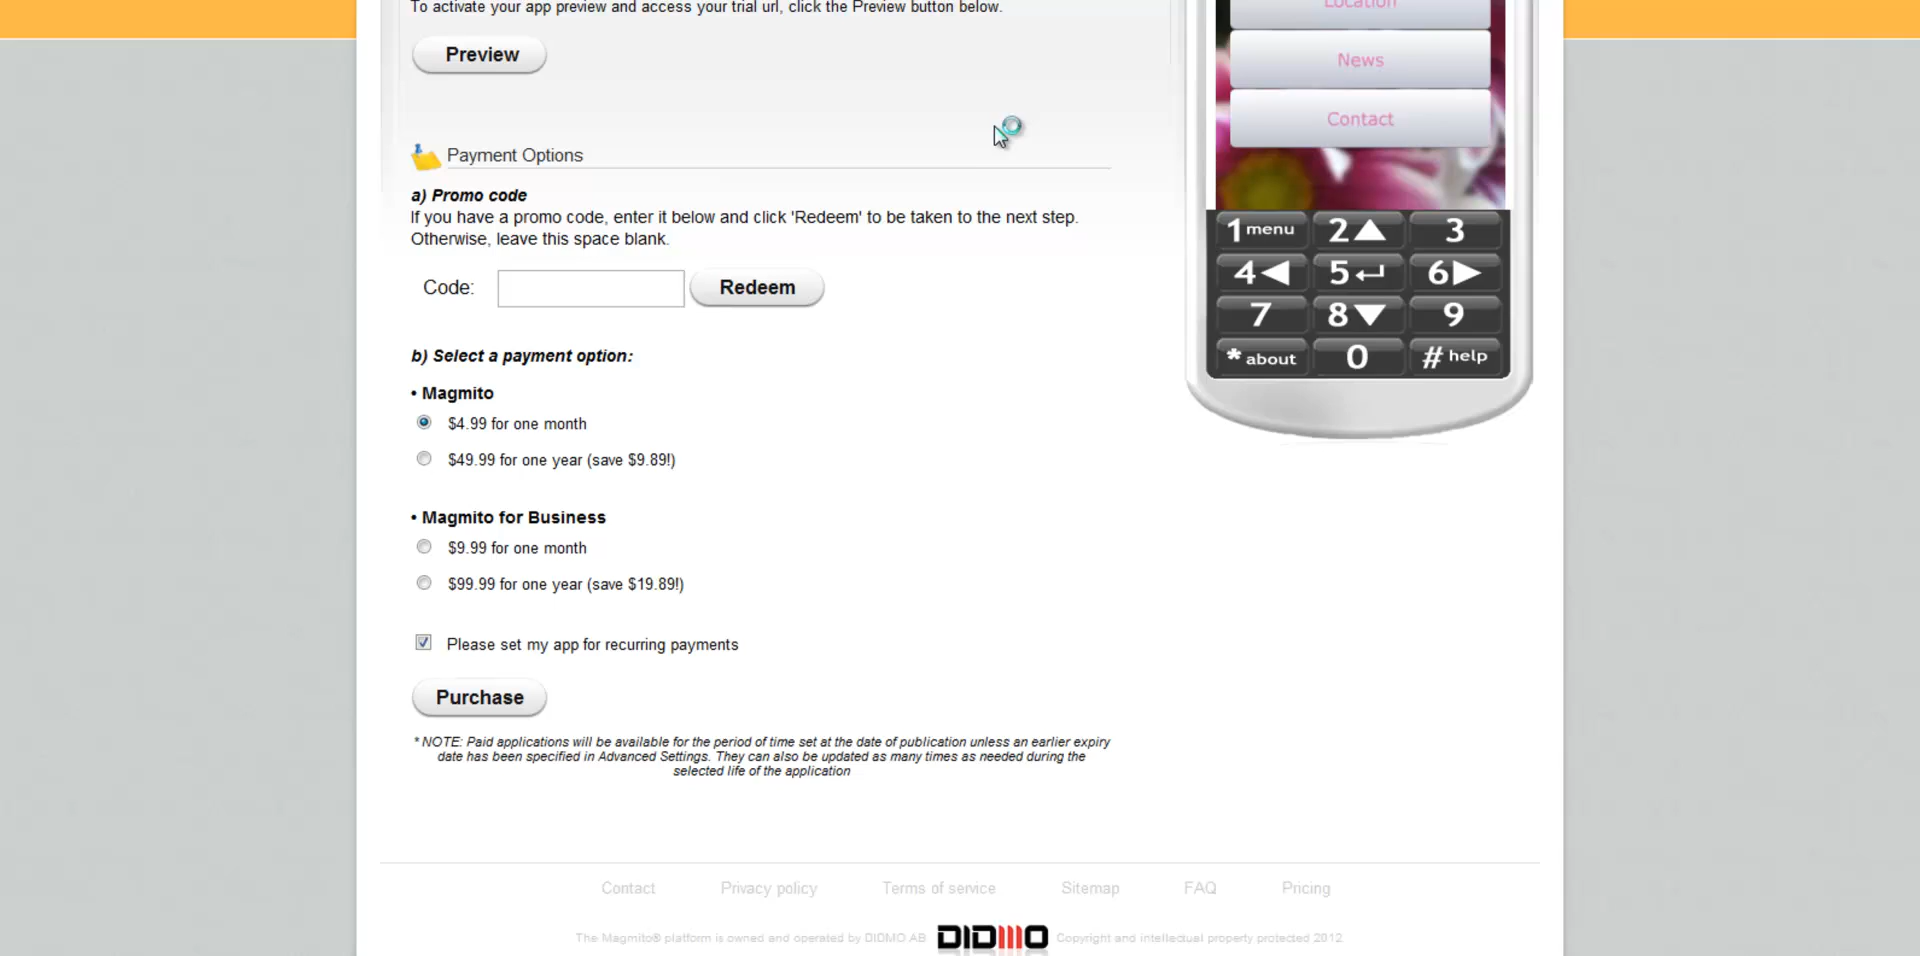 To activate your app preview and access your trial url, click the Preview button below.
Preview
Payment Options
a) Promo code
If you have a promo code, enter it below and click 'Redeem' to be taken to the next step.
Otherwise, leave this space blank.
Code:
Redeem
b) Select a payment option:
• Magmito
$4.99 for one month
$49.99 for one year (save $9.89!)
• Magmito for Business
$9.99 for one month
$99.99 for one year (save $19.89!)
Please set my app for recurring payments
Purchase
* NOTE: Paid applications will be available for the period of time set at the date of publication unless an earlier expiry
date has been specified in Advanced Settings. They can also be updated as many times as needed during the
selected life of the application
Location
News
Contact
1 menu 2 3
4 5 6
7 8 9
* about 0 # help
Contact Privacy policy Terms of service Sitemap FAQ Pricing
The Magmito® platform is owned and operated by DIDMO AB DIDMO Copyright and intellectual property protected 2012